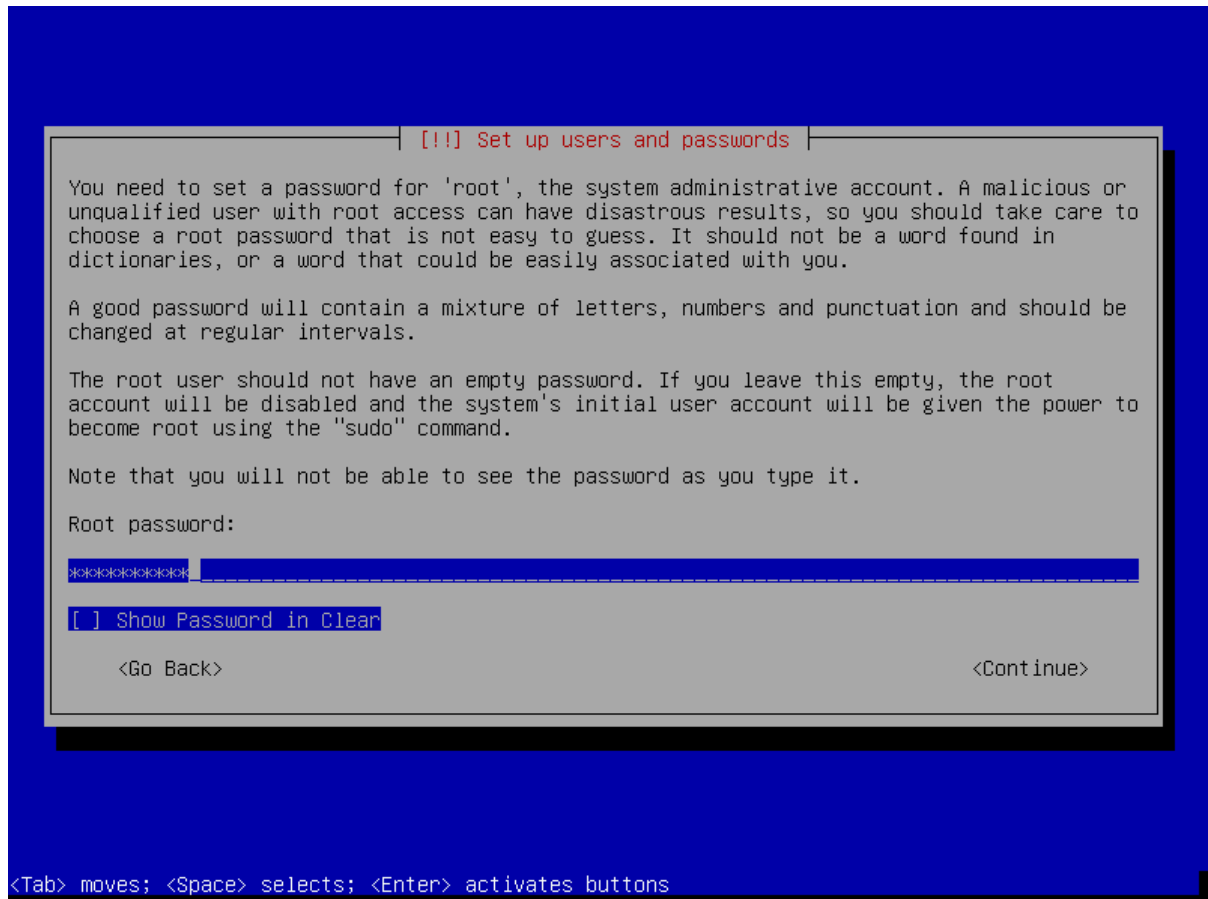 [!!] Set up users and passwords
You need to set a password for 'root', the system administrative account. A malicious or
unqualified user with root access can have disastrous results, so you should take care to
choose a root password that is not easy to guess. It should not be a word found in
dictionaries, or a word that could be easily associated with you.
A good password will contain a mixture of letters, numbers and punctuation and should be
changed at regular intervals.
The root user should not have an empty password. If you leave this empty, the root
account will be disabled and the system's initial user account will be given the power to
become root using the "sudo" command.
Note that you will not be able to see the password as you type it.
Root password:
**********
[ ] Show Password in Clear
<Go Back> <Continue>
<Tab> moves; <Space> selects; <Enter> activates buttons